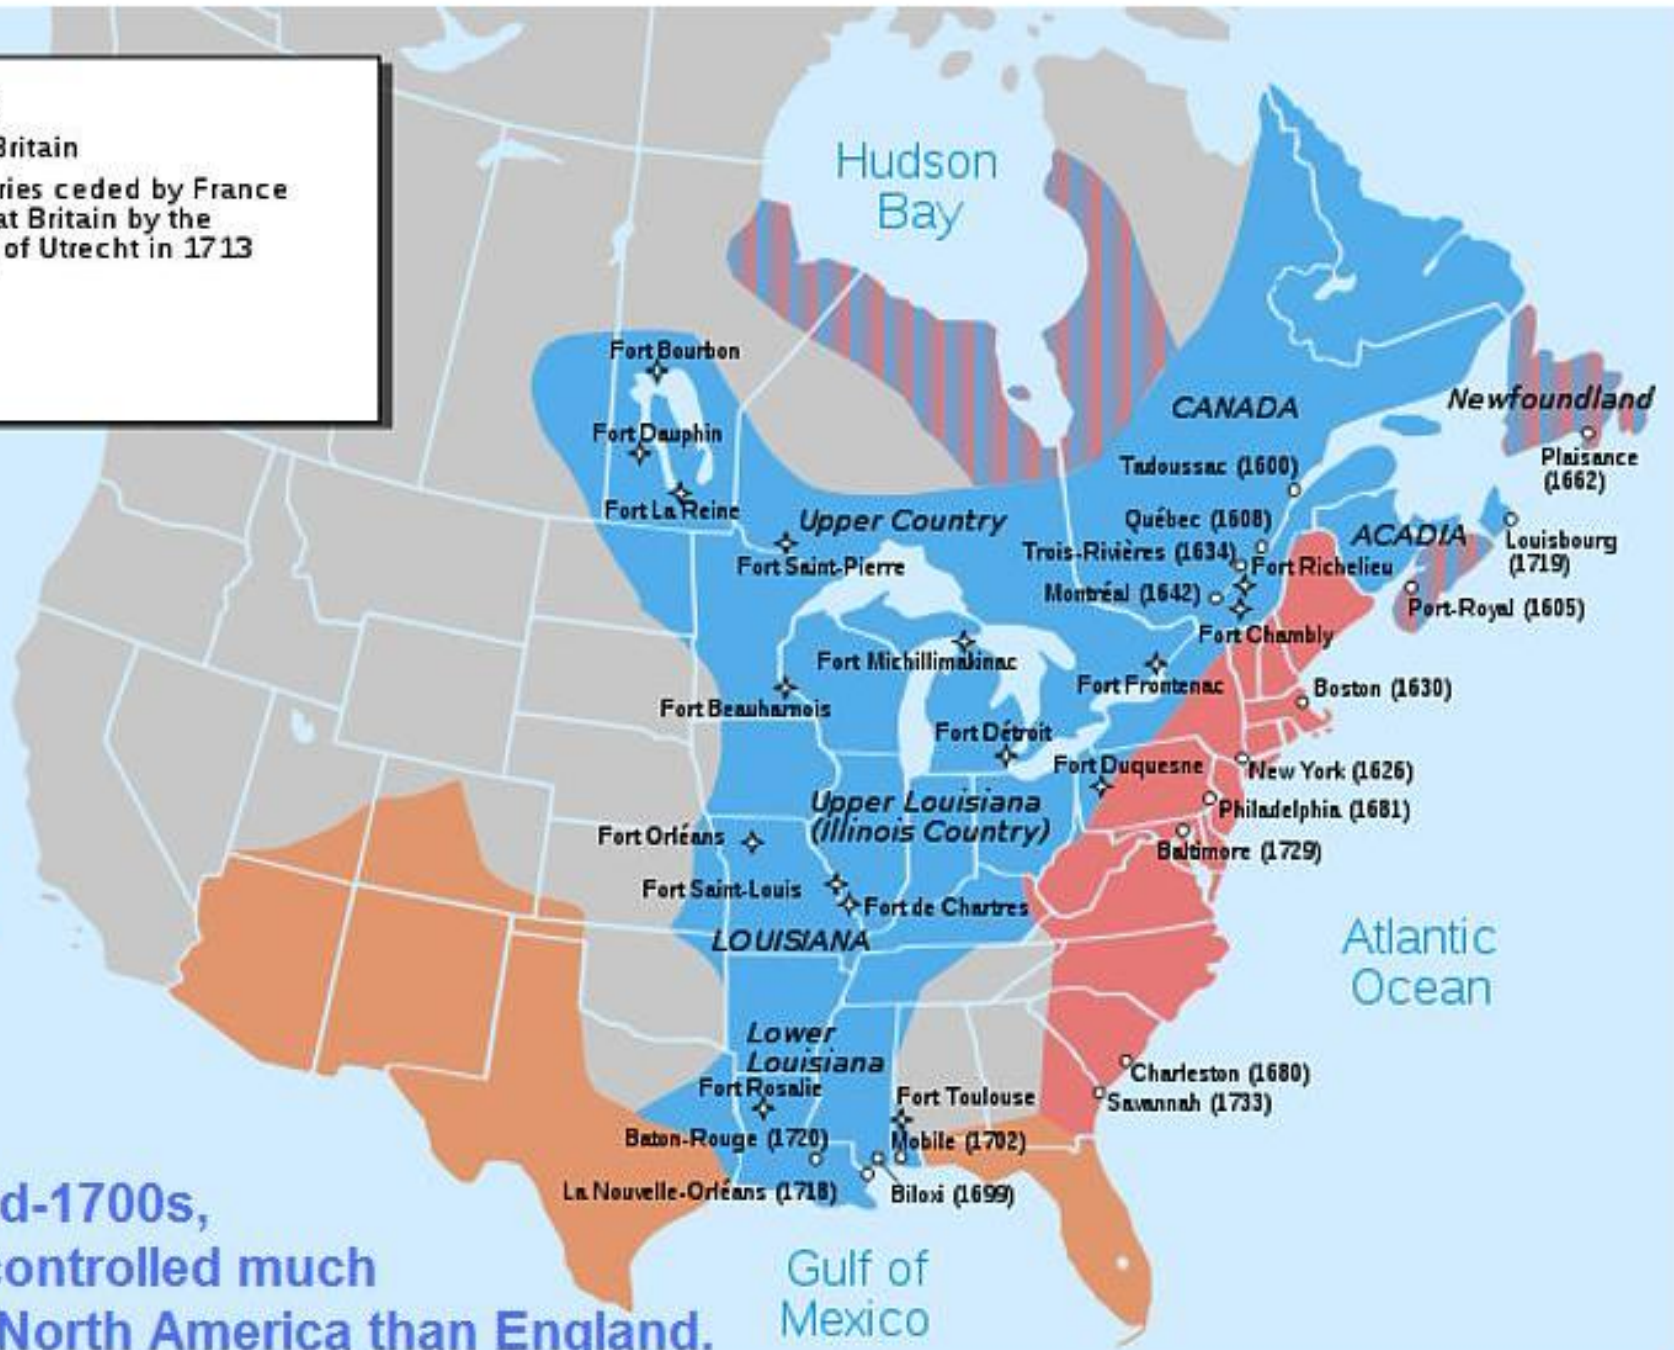 Britain
ries ceded by France
at Britain by the
of Utrecht in 1713
Hudson
Bay
Fort Bourbon
Fort Dauphin
Fort La Reine
CANADA
Newfoundland
Plaisance
(1662)
Tadoussac (1600)
Upper Country
Québec (1608)
ACADIA
Louisbourg
(1719)
Trois-Rivières (1634)
Fort Richelieu
Fort Saint-Pierre
Montréal (1642)
Port-Royal (1605)
Fort Chambly
Fort Michillimakinac
Fort Frontenac
Boston (1630)
Fort Beauharnois
Fort Détroit
Fort Duquesne
New York (1626)
Upper Louisiana
(Illinois Country)
Philadelphia (1681)
Fort Orléans
Baltimore (1729)
Fort Saint-Louis
Fort de Chartres
LOUISIANA
Atlantic
Ocean
Lower
Louisiana
Charleston (1680)
Fort Rosalie
Fort Toulouse
Savannah (1733)
Baton-Rouge (1720)
Mobile (1702)
La Nouvelle-Orléans (1718)
Biloxi (1699)
d-1700s,
controlled much
North America than England.
Gulf of
Mexico